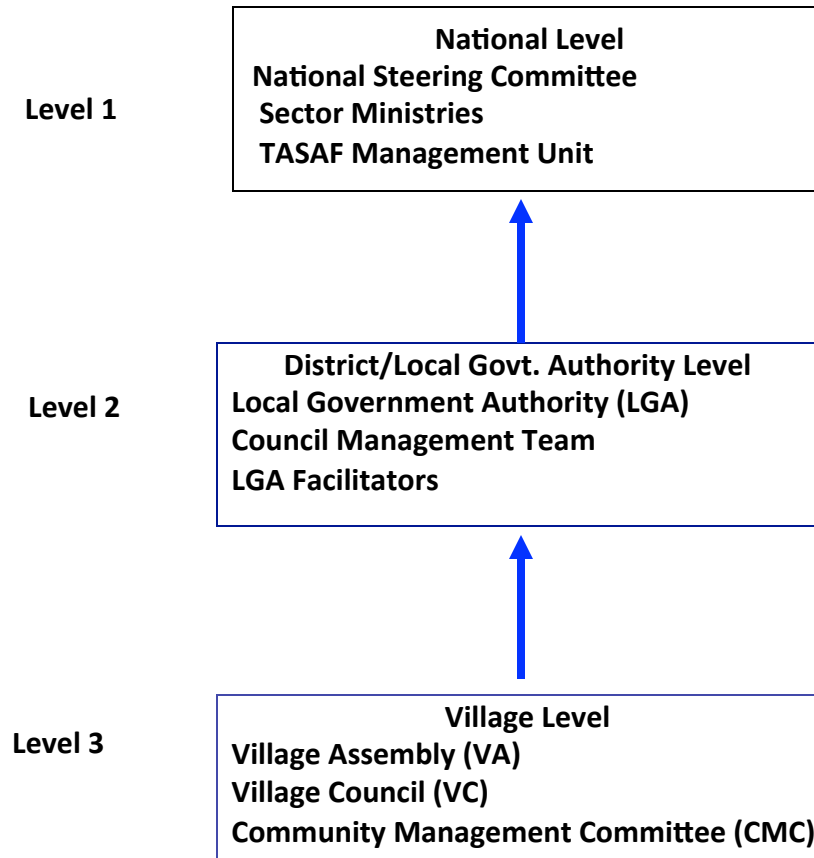 National Level
National Steering Committee
Level 1
Sector Ministries
TASAF Management Unit
District/Local Govt. Authority Level
Level 2
Local Government Authority (LGA)
Council Management Team
LGA Facilitators
Village Level
Level 3
Village Assembly (VA)
Village Council (VC)
Community Management Committee (CMC)